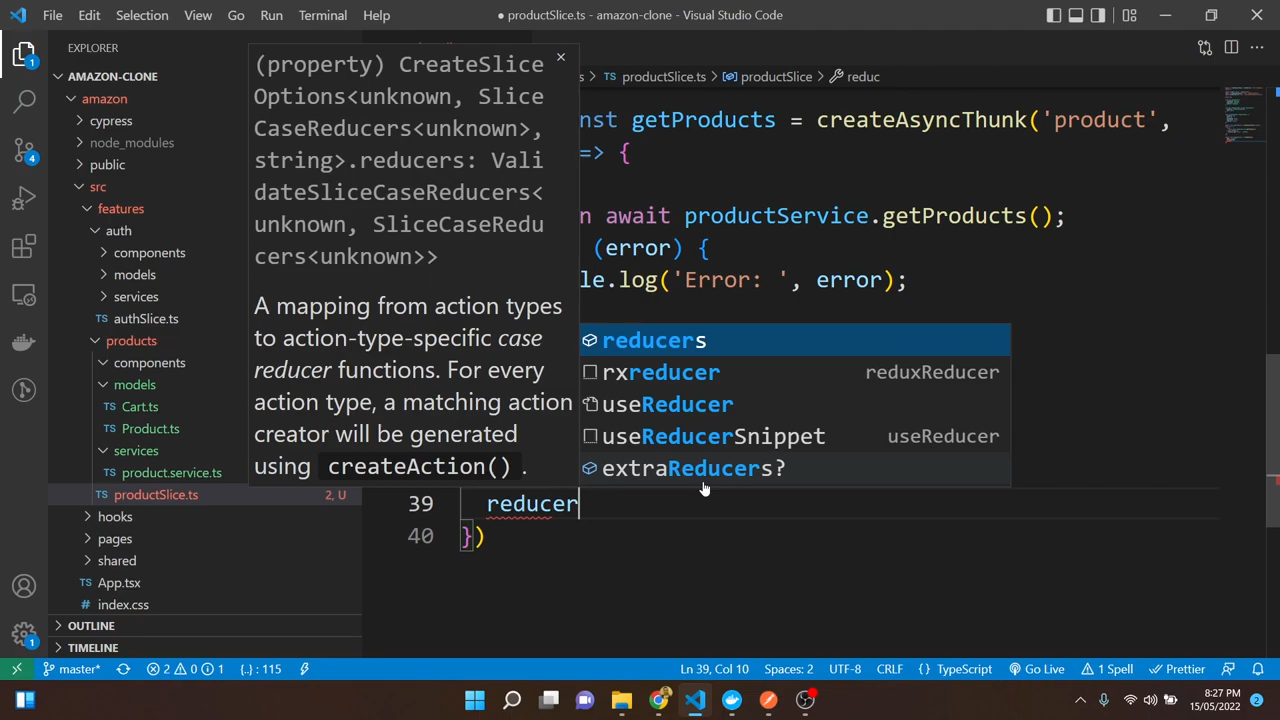 File Edit Selection View Go Run Terminal Help
● productSlice.ts - amazon-clone - Visual Studio Code
EXPLORER
AMAZON-CLONE
amazon
cypress
node_modules
public
src
features
auth
components
models
services
authSlice.ts
products
components
models
Cart.ts
Product.ts
services
product.service.ts
productSlice.ts 2, U
hooks
pages
shared
App.tsx
index.css
OUTLINE
TIMELINE
1
4
1
(property) CreateSlice
Options<unknown, Slice
CaseReducers<unknown>,
string>.reducers: Vali
dateSliceCaseReducers<
unknown, SliceCaseRedu
cers<unknown>>
A mapping from action types
to action-type-specific case
reducer functions. For every
action type, a matching action
creator will be generated
using createAction() .
s > TS productSlice.ts > productSlice > reduc
nst getProducts = createAsyncThunk('product',
=> {
n await productService.getProducts();
(error) {
le.log('Error: ', error);
reducers
rxreducer reduxReducer
useReducer
useReducerSnippet useReducer
extraReducers?
39 reducer
40 })
master* 2 0 1 {..} : 115 Ln 39, Col 10 Spaces: 2 UTF-8 CRLF { } TypeScript Go Live 1 Spell Prettier
8:27 PM
15/05/2022 2